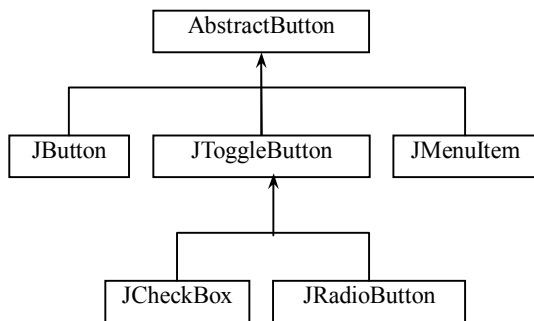 AbstractButton
JButton
JToggleButton
JMenuItem
JCheckBox
JRadioButton